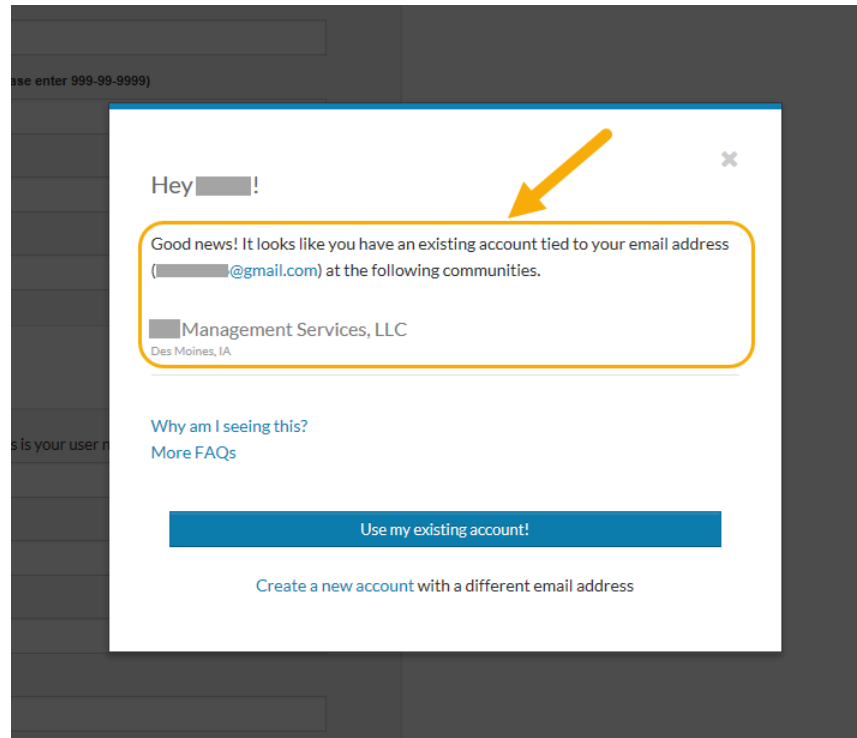 ase enter 999-99-9999)
Hey !
Good news! It looks like you have an existing account tied to your email address
( @gmail.com) at the following communities.
Management Services, LLC
Des Moines, IA
Why am I seeing this?
s is your user n
More FAQs
Use my existing account!
Create a new account with a different email address